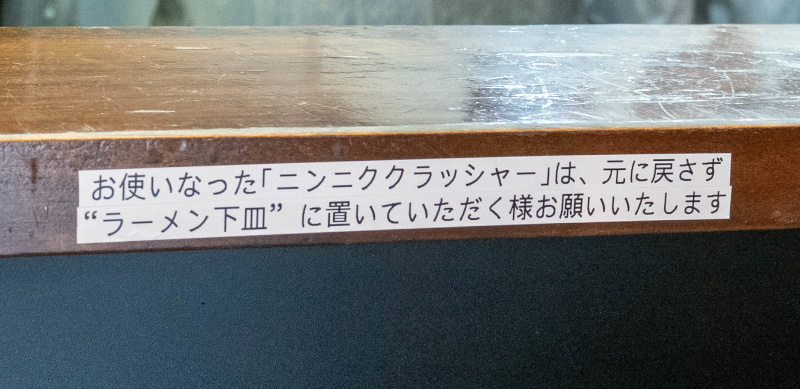 お使いなった「ニンニククラッシャー」は、元に戻さず
“ラーメン下皿” に置いていただく様お願いいたします